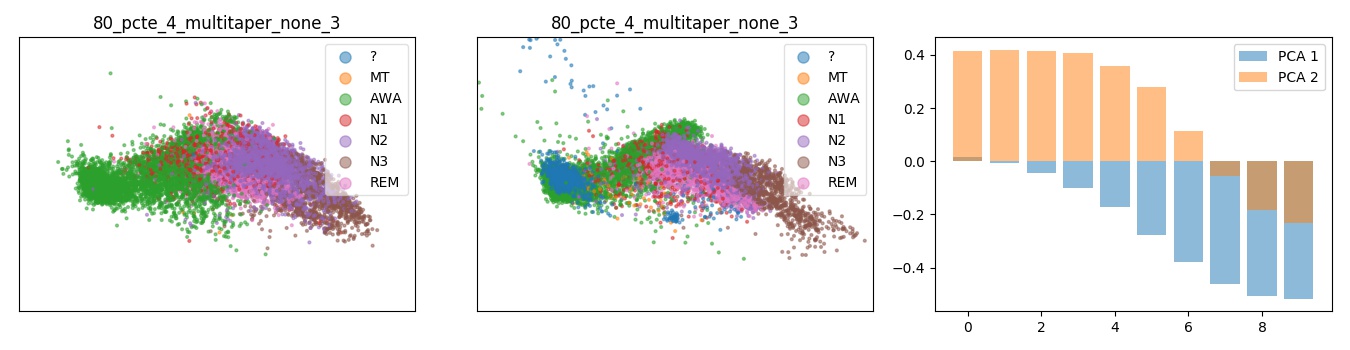 80_pcte_4_multitaper_none_3
?
MT
AWA
N1
N2
N3
REM
80_pcte_4_multitaper_none_3
?
MT
AWA
N1
N2
N3
REM
PCA 1
PCA 2
0.4
0.2
0.0
−0.2
−0.4
0 2 4 6 8